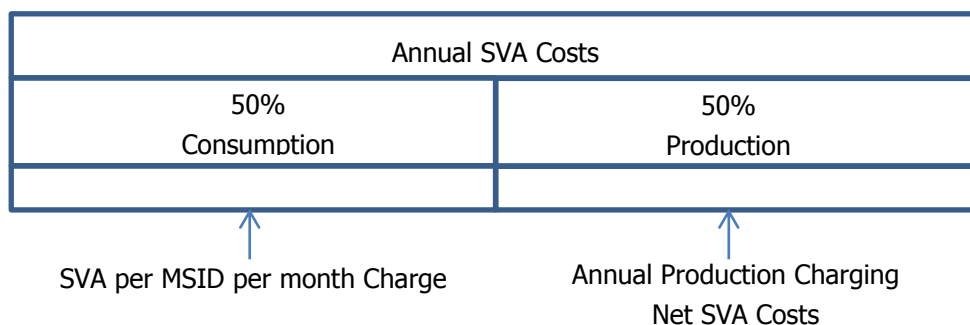 Annual SVA Costs
50%
Consumption
50%
Production
SVA per MSID per month Charge
Annual Production Charging
Net SVA Costs